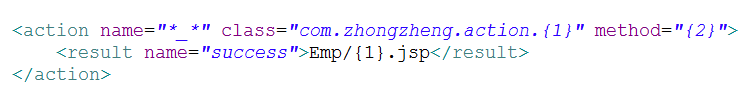 <action name="*_*" class="com.zhongzheng.action.{1}" method="{2}">
<result name="success">Emp/{1}.jsp</result>
</action>